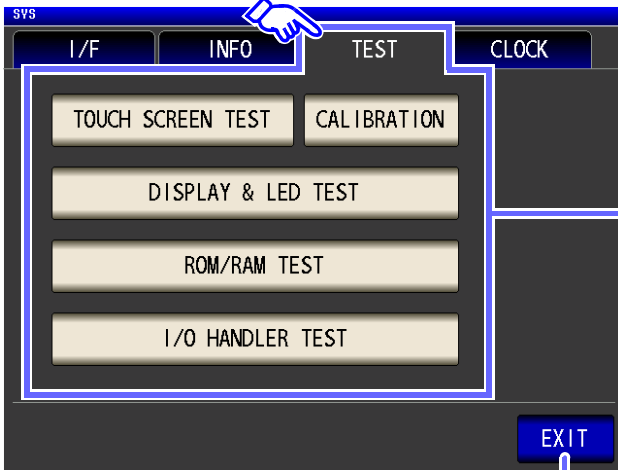 SYS
I/F INFO TEST CLOCK
TOUCH SCREEN TEST CALIBRATION
DISPLAY & LED TEST
ROM/RAM TEST
I/O HANDLER TEST
EXIT